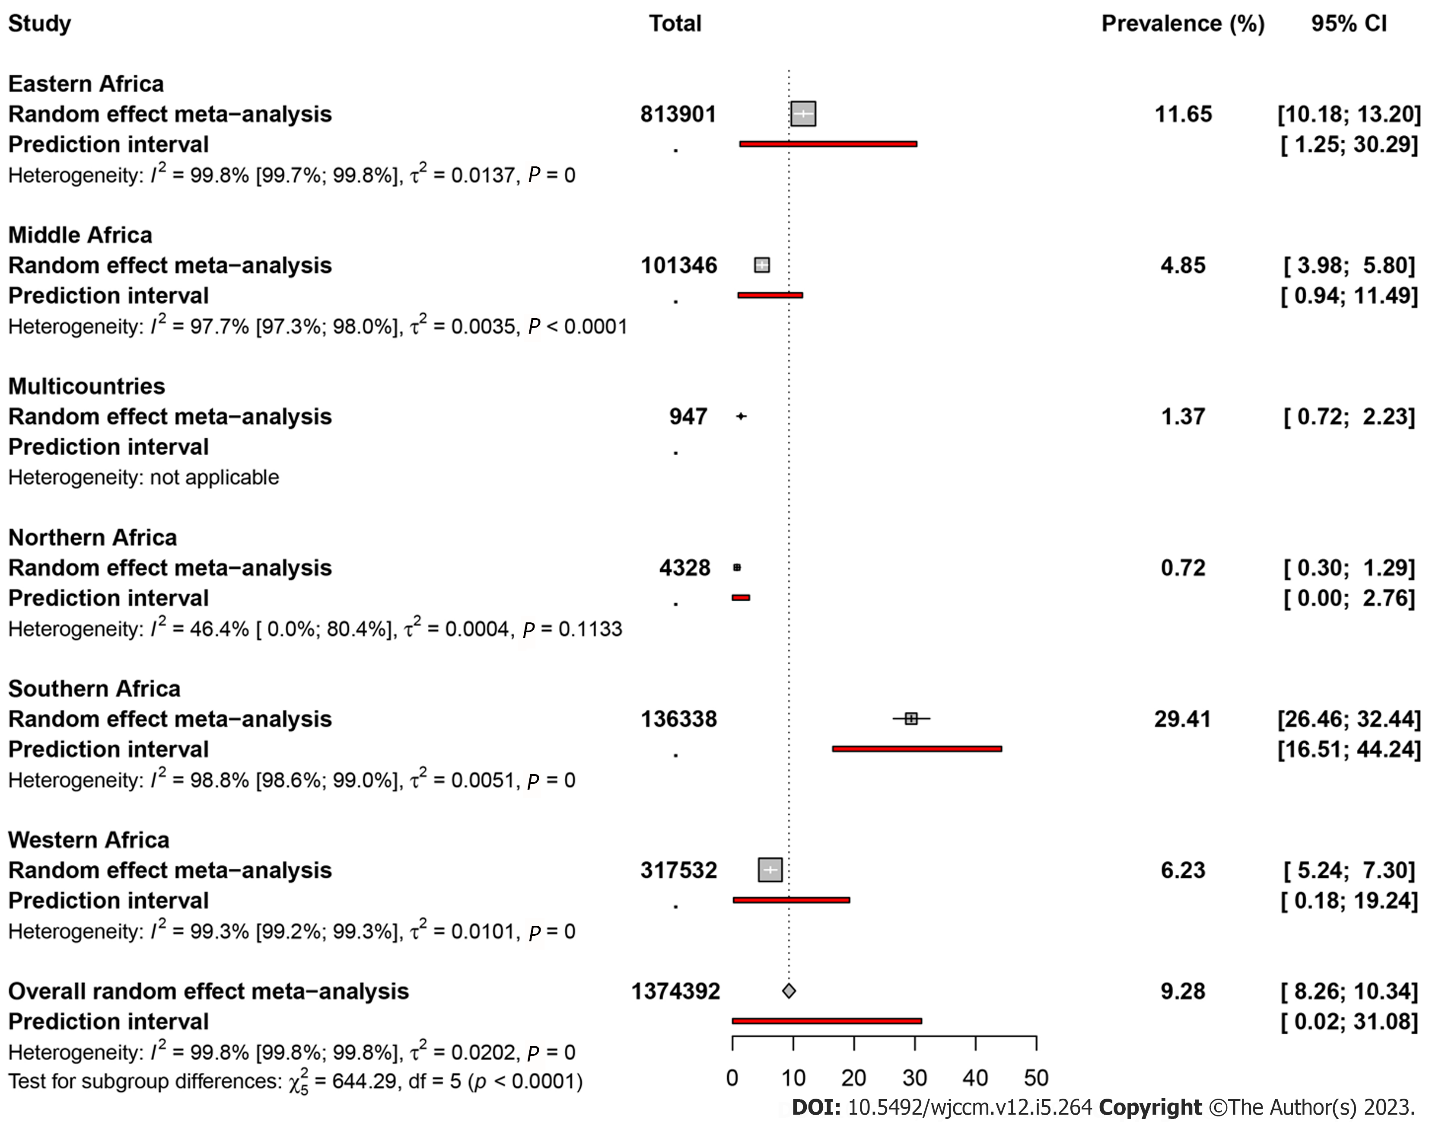 Study Total Prevalence (%) 95% CI
Eastern Africa
Random effect meta−analysis 813901 11.65 [10.18; 13.20]
Prediction interval . [ 1.25; 30.29]
Heterogeneity: I² = 99.8% [99.7%; 99.8%], τ² = 0.0137, P = 0
Middle Africa
Random effect meta−analysis 101346 4.85 [ 3.98; 5.80]
Prediction interval . [ 0.94; 11.49]
Heterogeneity: I² = 97.7% [97.3%; 98.0%], τ² = 0.0035, P < 0.0001
Multicountries
Random effect meta−analysis 947 1.37 [ 0.72; 2.23]
Prediction interval .
Heterogeneity: not applicable
Northern Africa
Random effect meta−analysis 4328 0.72 [ 0.30; 1.29]
Prediction interval . [ 0.00; 2.76]
Heterogeneity: I² = 46.4% [ 0.0%; 80.4%], τ² = 0.0004, P = 0.1133
Southern Africa
Random effect meta−analysis 136338 29.41 [26.46; 32.44]
Prediction interval . [16.51; 44.24]
Heterogeneity: I² = 98.8% [98.6%; 99.0%], τ² = 0.0051, P = 0
Western Africa
Random effect meta−analysis 317532 6.23 [ 5.24; 7.30]
Prediction interval . [ 0.18; 19.24]
Heterogeneity: I² = 99.3% [99.2%; 99.3%], τ² = 0.0101, P = 0
Overall random effect meta−analysis 1374392 9.28 [ 8.26; 10.34]
Prediction interval [ 0.02; 31.08]
Heterogeneity: I² = 99.8% [99.8%; 99.8%], τ² = 0.0202, P = 0
Test for subgroup differences: χ²₅ = 644.29, df = 5 (p < 0.0001)
0 10 20 30 40 50
DOI: 10.5492/wjccm.v12.i5.264 Copyright ©The Author(s) 2023.